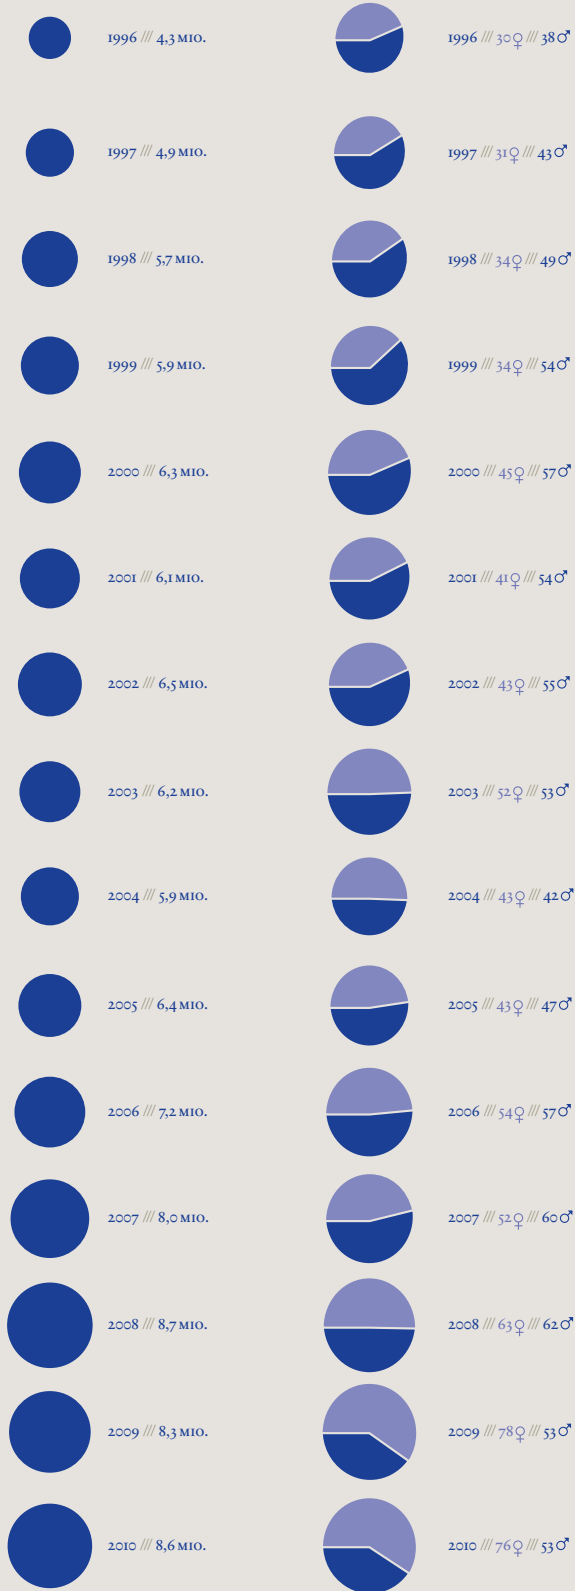 1996 /// 4,3 MIO.
1996 /// 30♀ /// 38♂
1997 /// 4,9 MIO.
1997 /// 31♀ /// 43♂
1998 /// 5,7 MIO.
1998 /// 34♀ /// 49♂
1999 /// 5,9 MIO.
1999 /// 34♀ /// 54♂
2000 /// 6,3 MIO.
2000 /// 45♀ /// 57♂
2001 /// 6,1 MIO.
2001 /// 41♀ /// 54♂
2002 /// 6,5 MIO.
2002 /// 43♀ /// 55♂
2003 /// 6,2 MIO.
2003 /// 52♀ /// 53♂
2004 /// 5,9 MIO.
2004 /// 43♀ /// 42♂
2005 /// 6,4 MIO.
2005 /// 43♀ /// 47♂
2006 /// 7,2 MIO.
2006 /// 54♀ /// 57♂
2007 /// 8,0 MIO.
2007 /// 52♀ /// 60♂
2008 /// 8,7 MIO.
2008 /// 63♀ /// 62♂
2009 /// 8,3 MIO.
2009 /// 78♀ /// 53♂
2010 /// 8,6 MIO.
2010 /// 76♀ /// 53♂